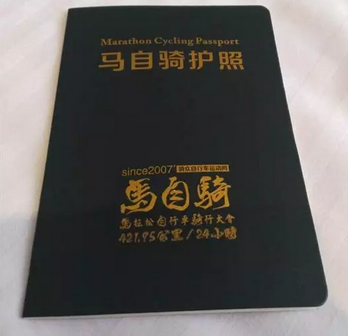 Marathon Cycling Passport
马自骑护照
since2007'
馬自騎
馬拉松自行車騎行大會
421.95公里/24小時